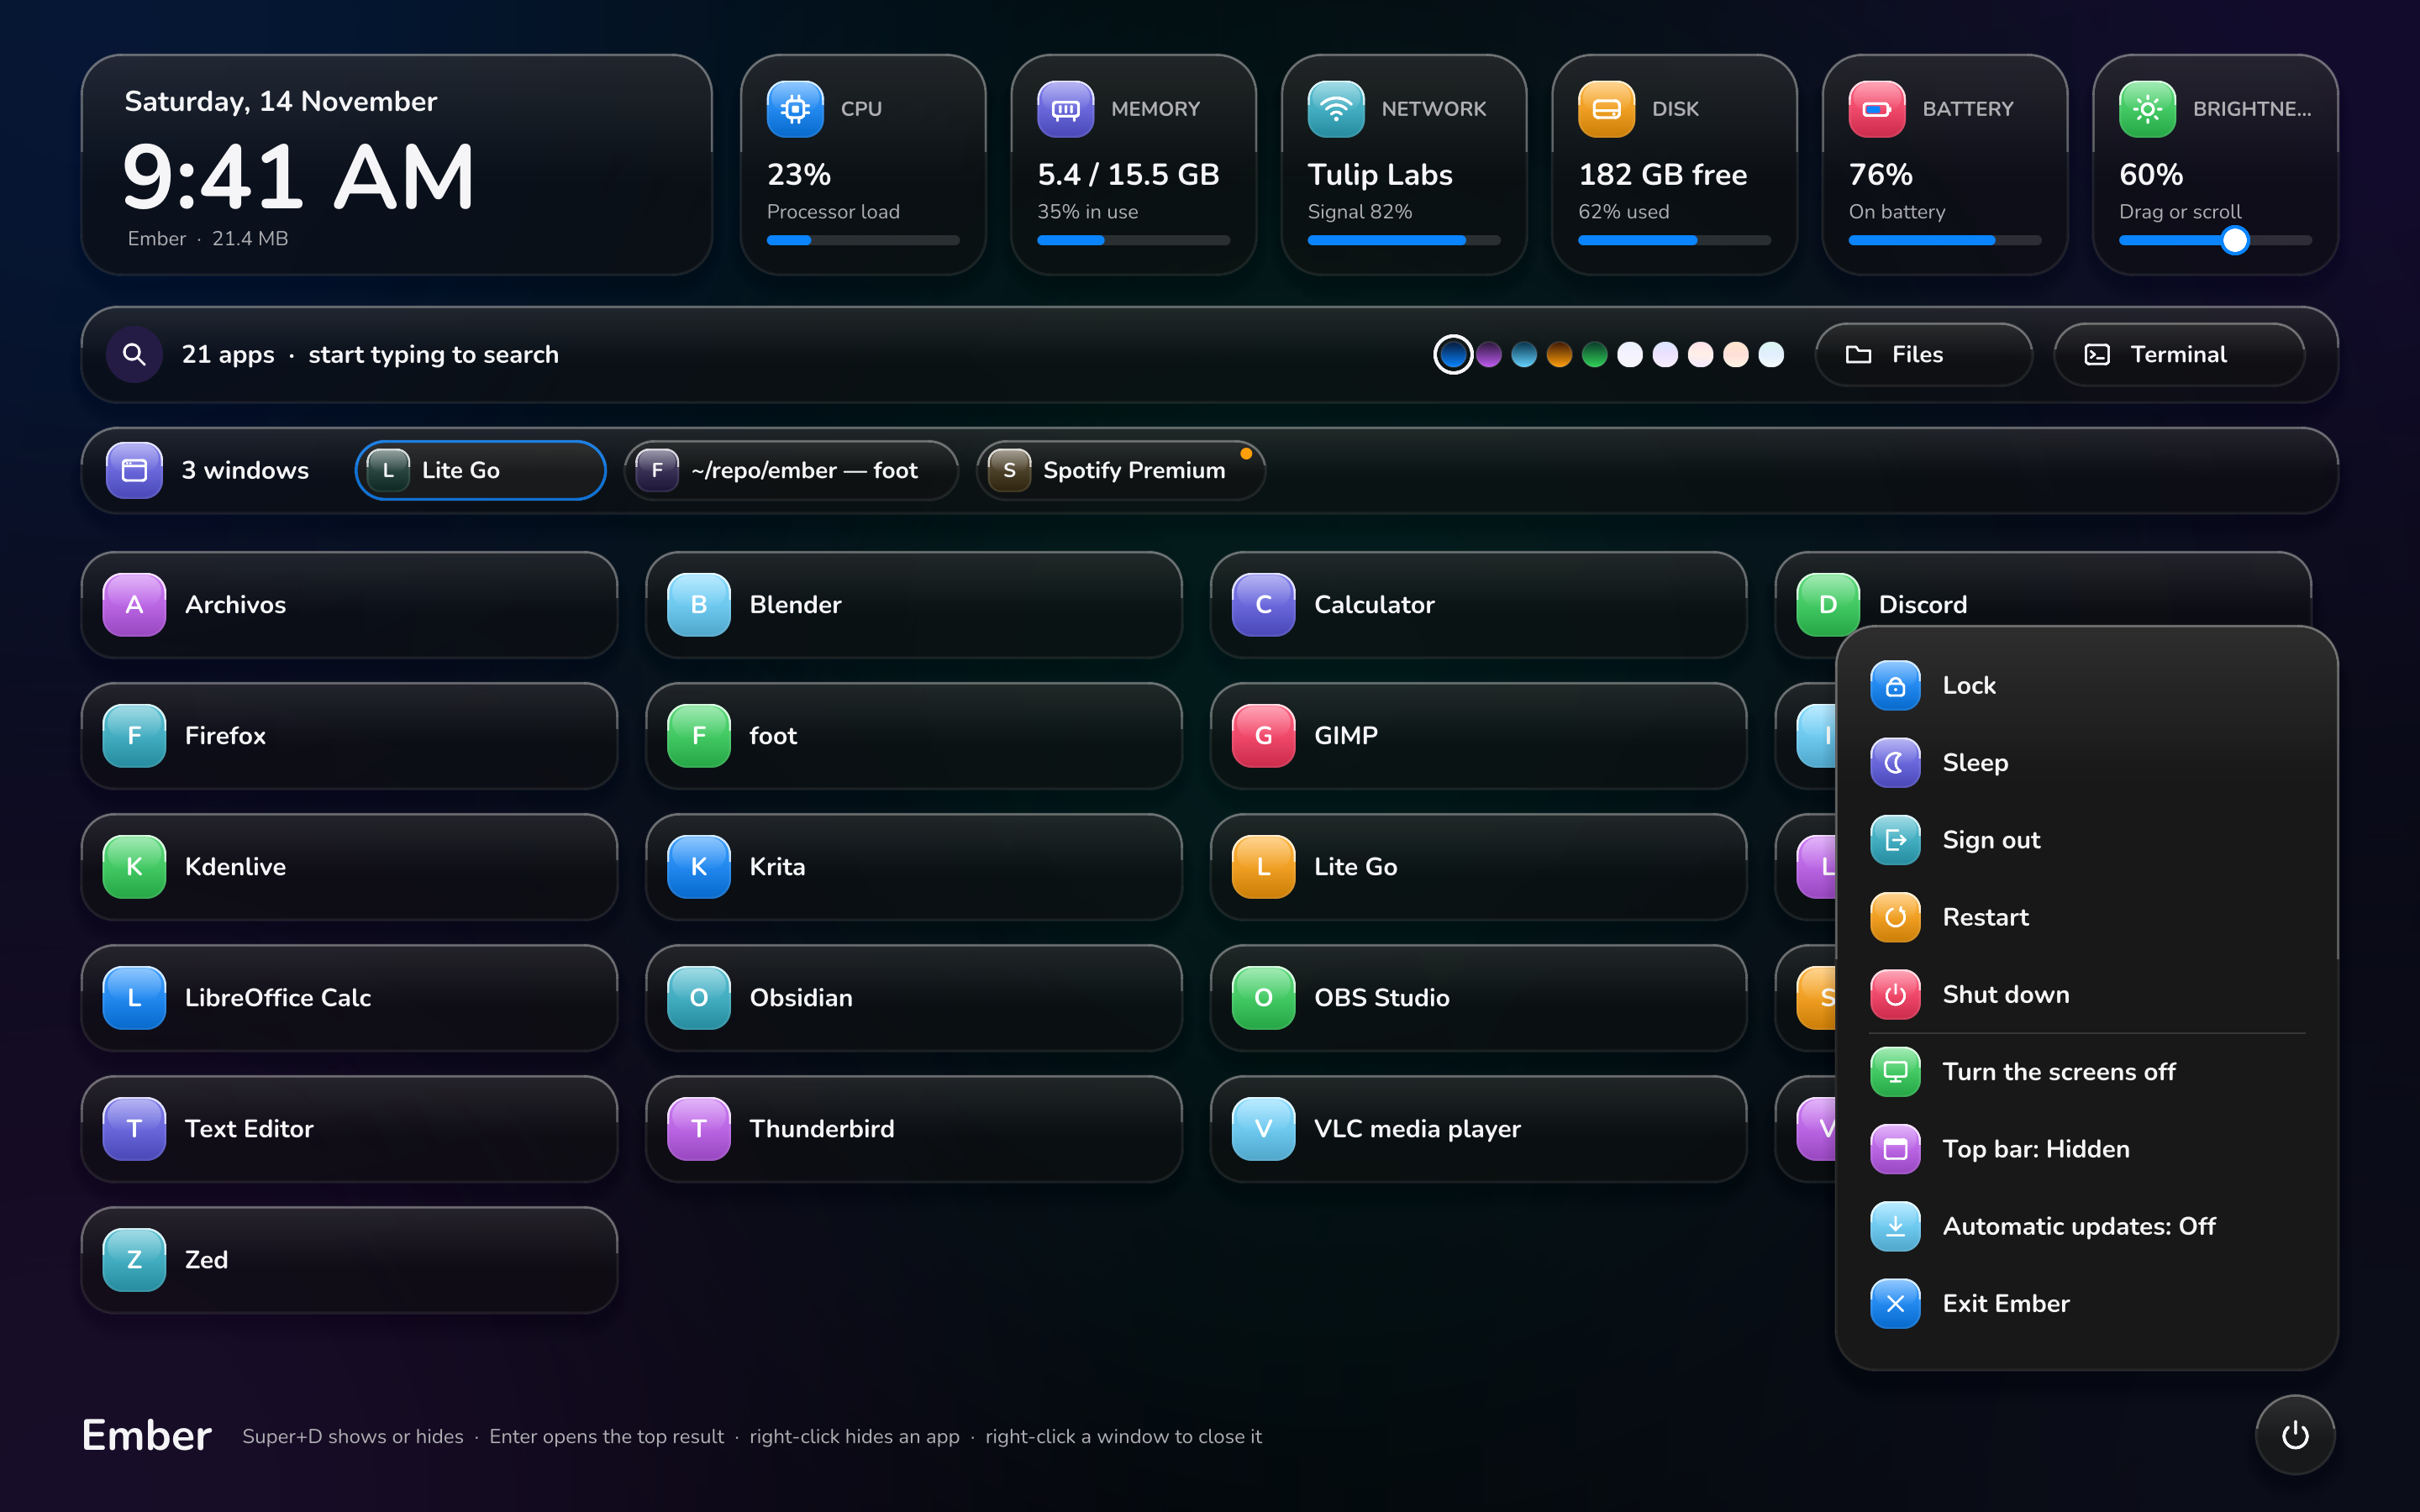 Saturday, 14 November
9:41 AM
Ember · 21.4 MB
CPU
23%
Processor load
MEMORY
5.4 / 15.5 GB
35% in use
NETWORK
Tulip Labs
Signal 82%
DISK
182 GB free
62% used
BATTERY
76%
On battery
BRIGHTNE...
60%
Drag or scroll
21 apps · start typing to search
Files
Terminal
3 windows
L Lite Go
F ~/repo/ember — foot
S Spotify Premium
A Archivos
B Blender
C Calculator
D Discord
F Firefox
F foot
G GIMP
I
K Kdenlive
K Krita
L Lite Go
L
L LibreOffice Calc
O Obsidian
O OBS Studio
S
T Text Editor
T Thunderbird
V VLC media player
V
Z Zed
Lock
Sleep
Sign out
Restart
Shut down
Turn the screens off
Top bar: Hidden
Automatic updates: Off
Exit Ember
Ember
Super+D shows or hides · Enter opens the top result · right-click hides an app · right-click a window to close it